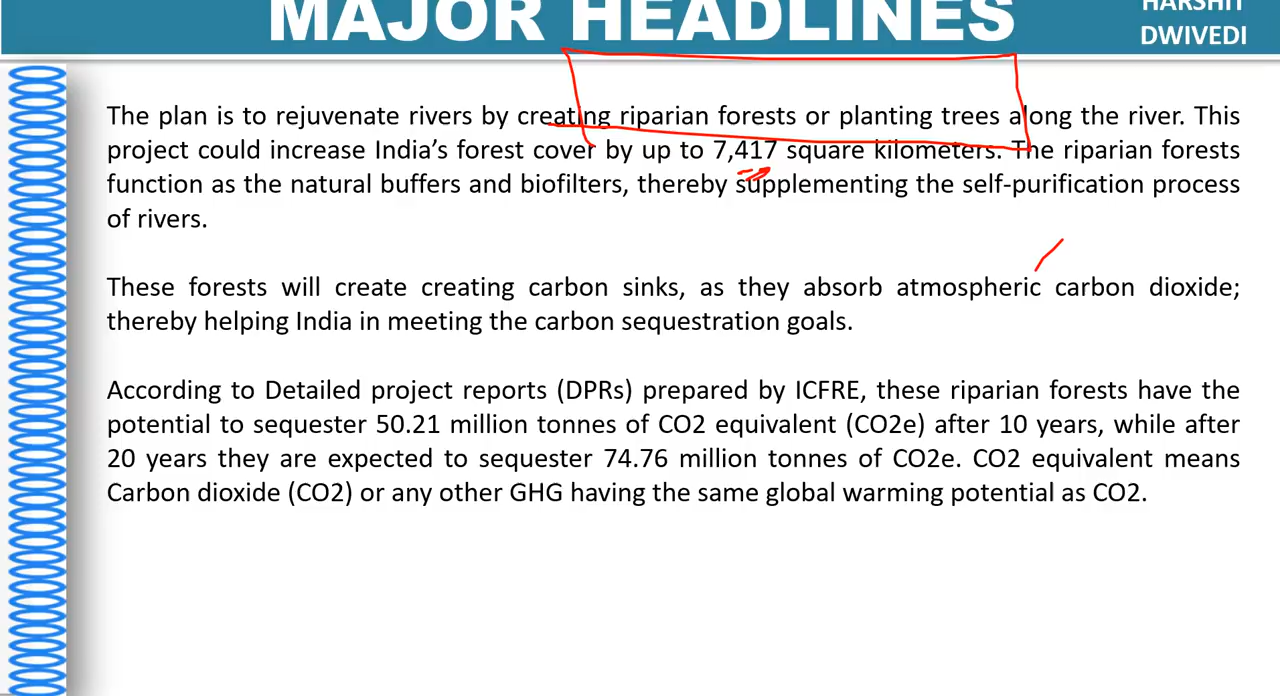 MAJOR HEADLINES
HARSHIT
DWIVEDI
The plan is to rejuvenate rivers by creating riparian forests or planting trees along the river. This
project could increase India’s forest cover by up to 7,417 square kilometers. The riparian forests
function as the natural buffers and biofilters, thereby supplementing the self-purification process
of rivers.
These forests will create creating carbon sinks, as they absorb atmospheric carbon dioxide;
thereby helping India in meeting the carbon sequestration goals.
According to Detailed project reports (DPRs) prepared by ICFRE, these riparian forests have the
potential to sequester 50.21 million tonnes of CO2 equivalent (CO2e) after 10 years, while after
20 years they are expected to sequester 74.76 million tonnes of CO2e. CO2 equivalent means
Carbon dioxide (CO2) or any other GHG having the same global warming potential as CO2.